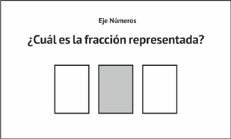 Eje Números
¿Cuál es la fracción representada?